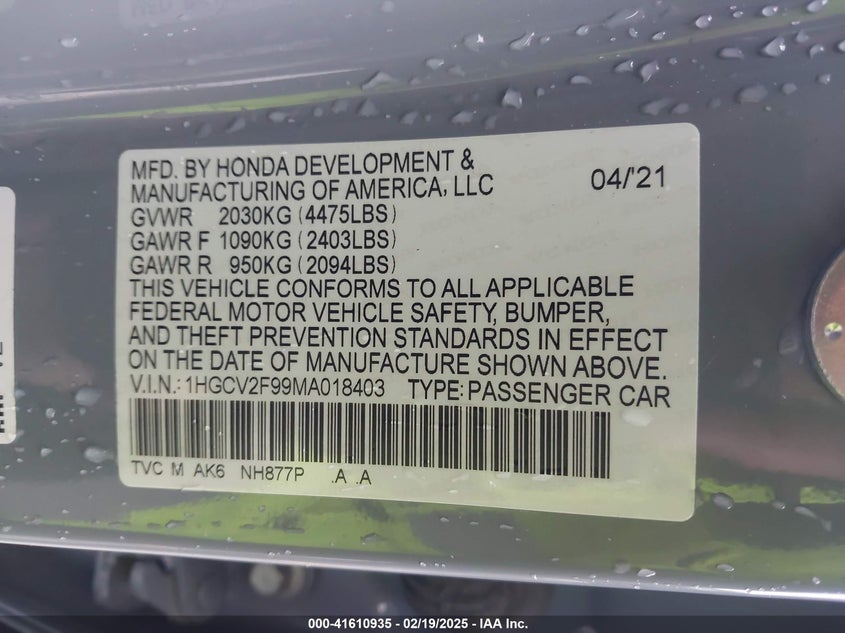 MFD. BY HONDA DEVELOPMENT &
MANUFACTURING OF AMERICA, LLC 04/'21
GVWR 2030KG (4475LBS)
GAWR F 1090KG (2403LBS)
GAWR R 950KG (2094LBS)
THIS VEHICLE CONFORMS TO ALL APPLICABLE
FEDERAL MOTOR VEHICLE SAFETY, BUMPER,
AND THEFT PREVENTION STANDARDS IN EFFECT
ON THE DATE OF MANUFACTURE SHOWN ABOVE.
V.I.N.: 1HGCV2F99MA018403 TYPE: PASSENGER CAR
TVC M AK6 NH877P .A .A
000-41610935 - 02/19/2025 - © IAA Holdings, LLC.